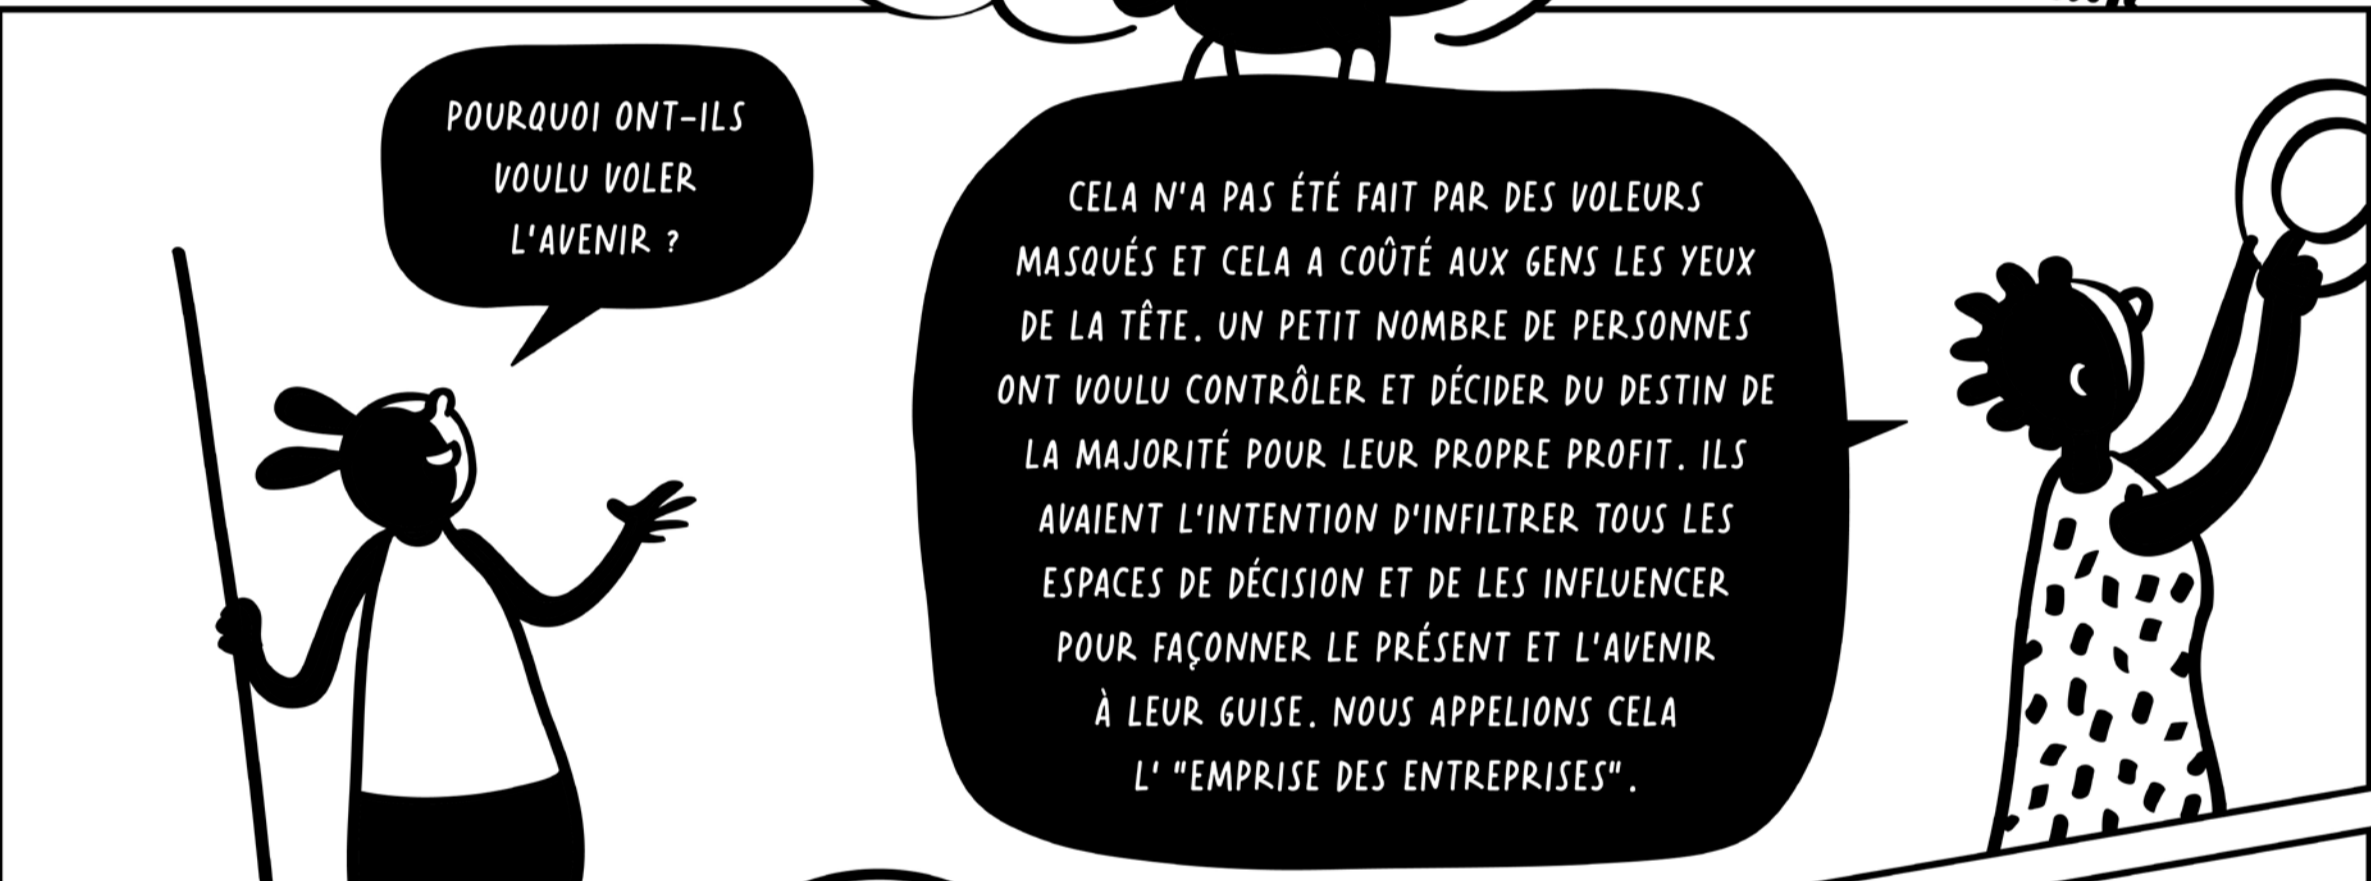 POURQUOI ONT-ILS
VOULU VOLER
L'AVENIR ?
CELA N'A PAS ÉTÉ FAIT PAR DES VOLEURS
MASQUÉS ET CELA A COÛTÉ AUX GENS LES YEUX
DE LA TÊTE. UN PETIT NOMBRE DE PERSONNES
ONT VOULU CONTRÔLER ET DÉCIDER DU DESTIN DE
LA MAJORITÉ POUR LEUR PROPRE PROFIT. ILS
AVAIENT L'INTENTION D'INFILTRER TOUS LES
ESPACES DE DÉCISION ET DE LES INFLUENCER
POUR FAÇONNER LE PRÉSENT ET L'AVENIR
À LEUR GUISE. NOUS APPELIONS CELA
L' "EMPRISE DES ENTREPRISES".